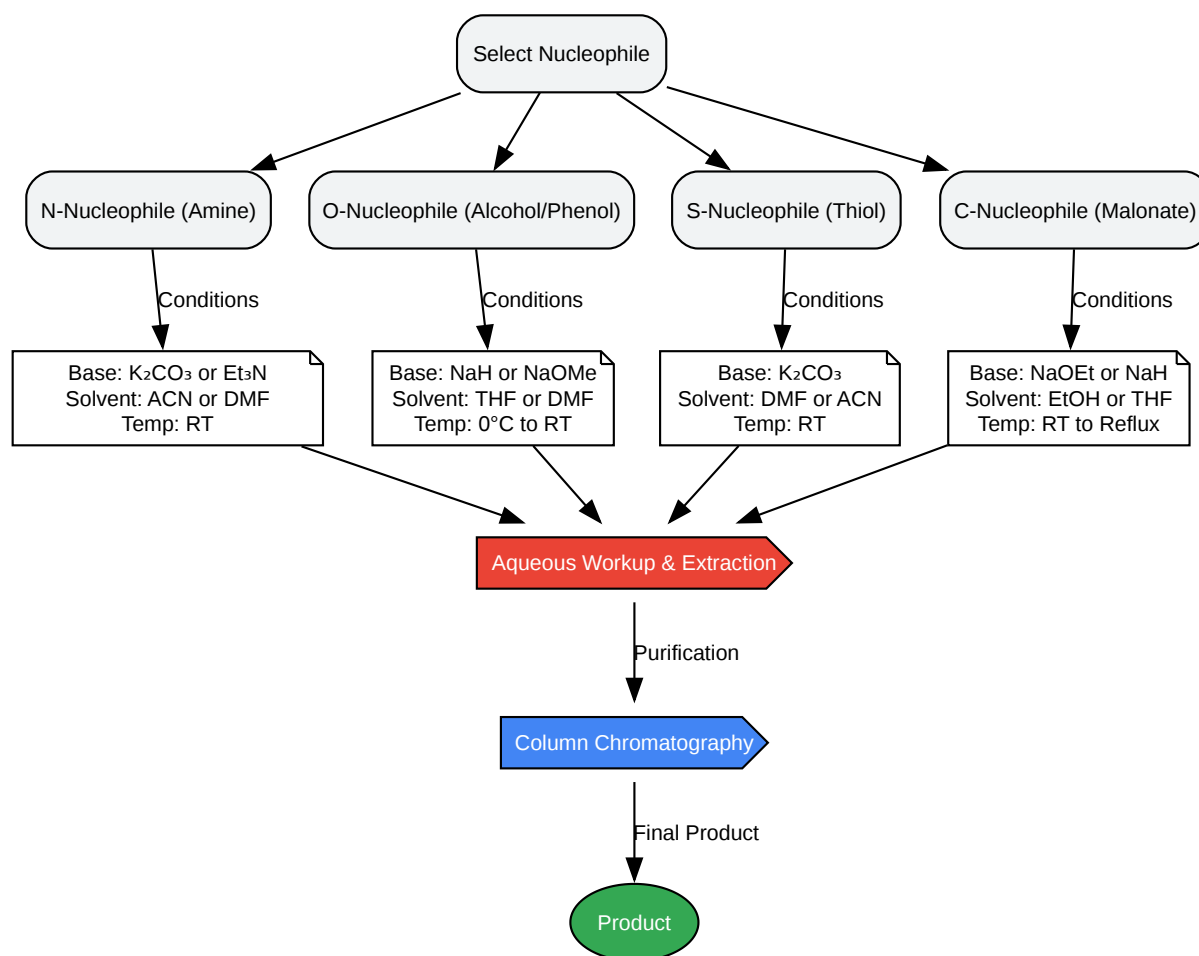 Select Nucleophile
N-Nucleophile (Amine)
O-Nucleophile (Alcohol/Phenol)
S-Nucleophile (Thiol)
C-Nucleophile (Malonate)
Conditions
Conditions
Conditions
Conditions
Base: K₂CO₃ or Et₃N
Solvent: ACN or DMF
Temp: RT
Base: NaH or NaOMe
Solvent: THF or DMF
Temp: 0°C to RT
Base: K₂CO₃
Solvent: DMF or ACN
Temp: RT
Base: NaOEt or NaH
Solvent: EtOH or THF
Temp: RT to Reflux
Aqueous Workup & Extraction
Purification
Column Chromatography
Final Product
Product